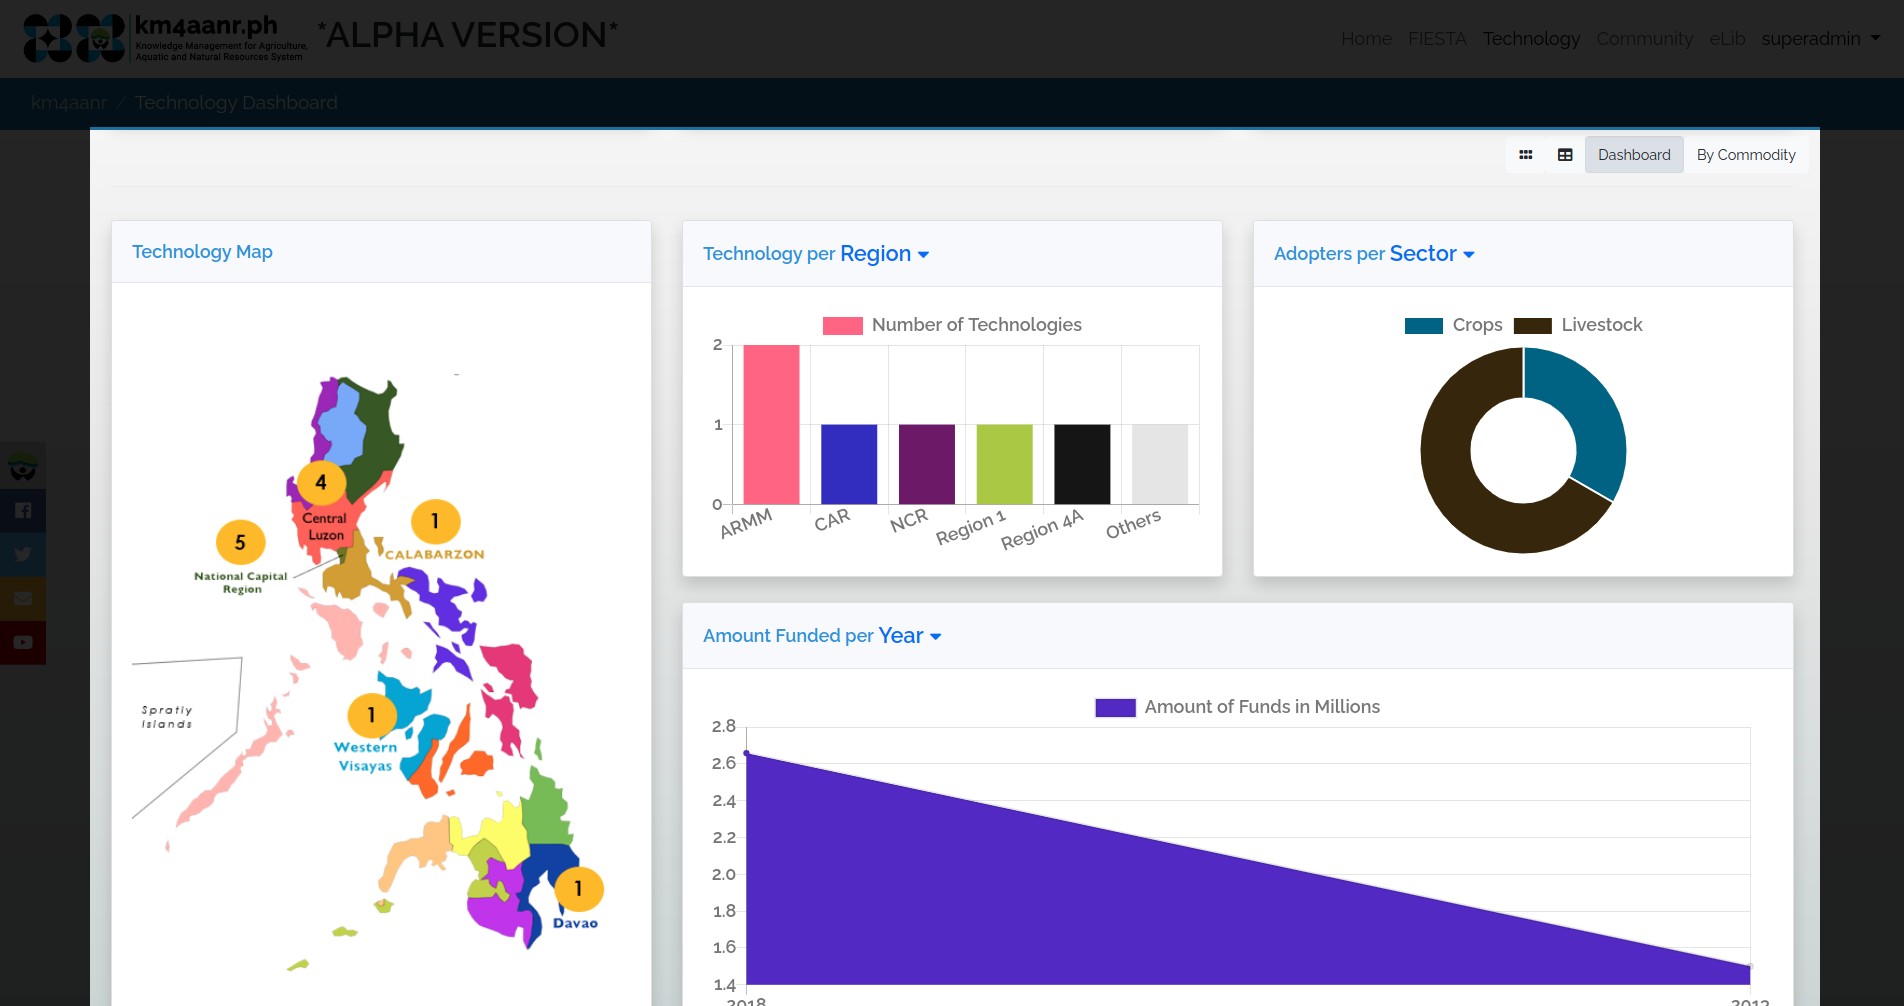 km4aanr.ph
Knowledge Management for Agriculture,
Aquatic and Natural Resources System
*ALPHA VERSION*
Home FIESTA Technology Community eLib superadmin
km4aanr / Technology Dashboard
Dashboard By Commodity
Technology Map
4
Central
Luzon
1
CALABARZON
5
National Capital
Region
Spratly
Islands
1
Western
Visayas
1
Davao
Technology per Region
Number of Technologies
2
1
0
ARMM CAR NCR Region 1 Region 4A Others
Adopters per Sector
Crops Livestock
Amount Funded per Year
Amount of Funds in Millions
2.8
2.6
2.4
2.2
2.0
1.8
1.6
1.4
2018